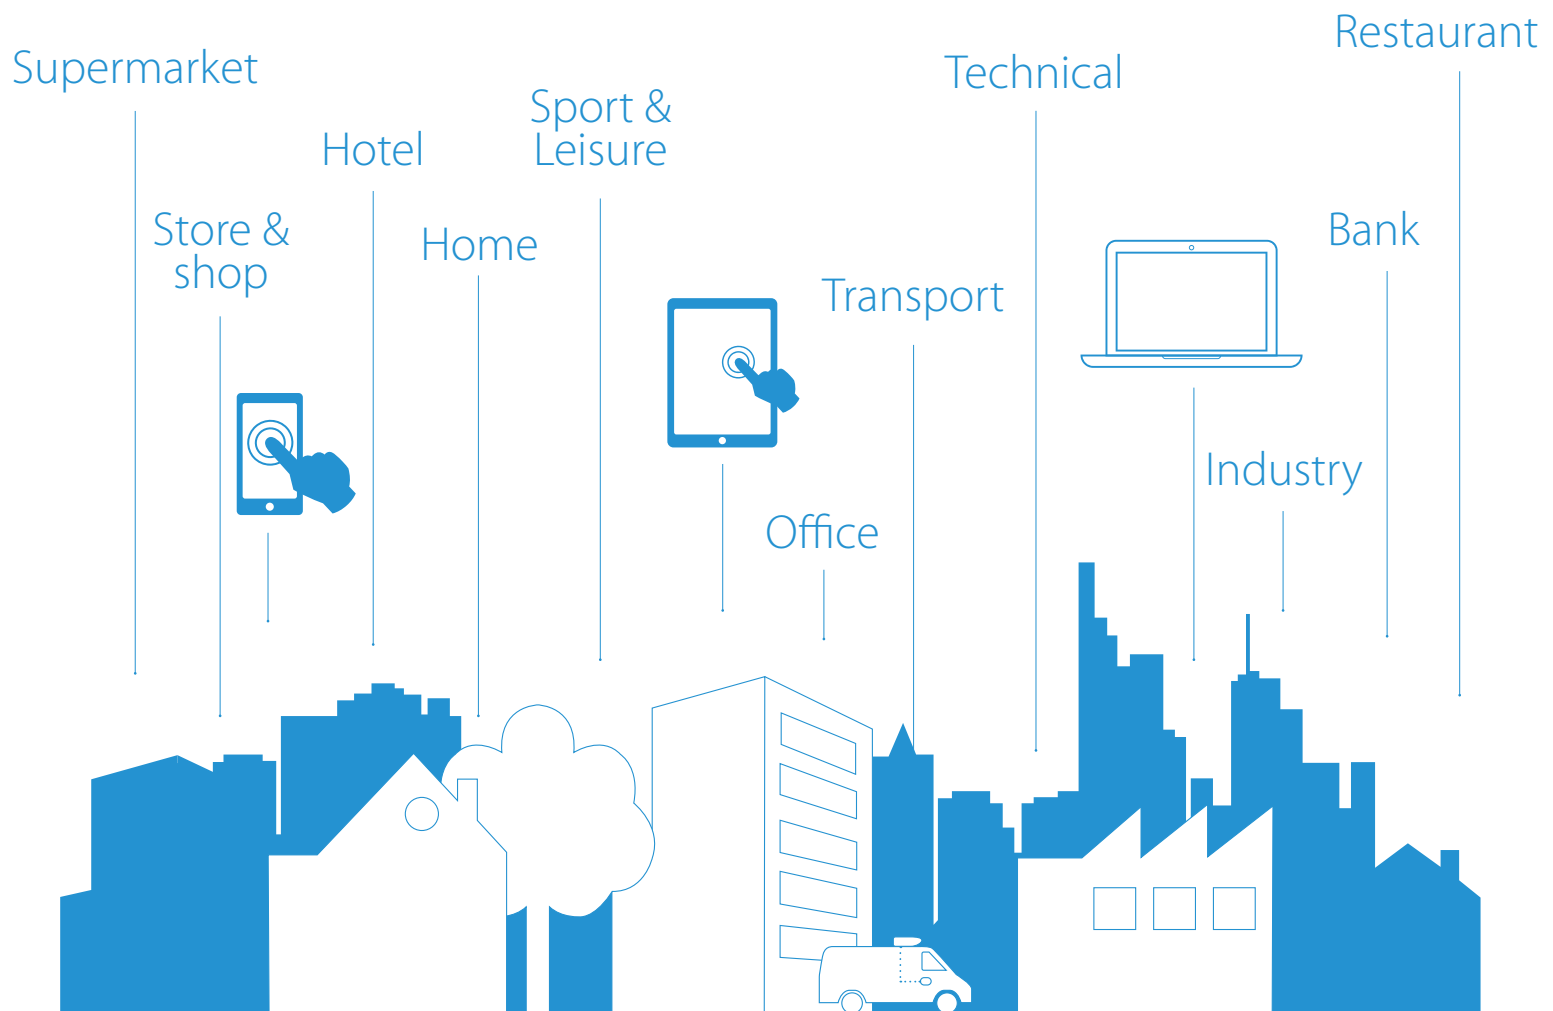 Supermarket
Store &
shop
Hotel
Home
Sport &
Leisure
Transport
Office
Technical
Industry
Bank
Restaurant